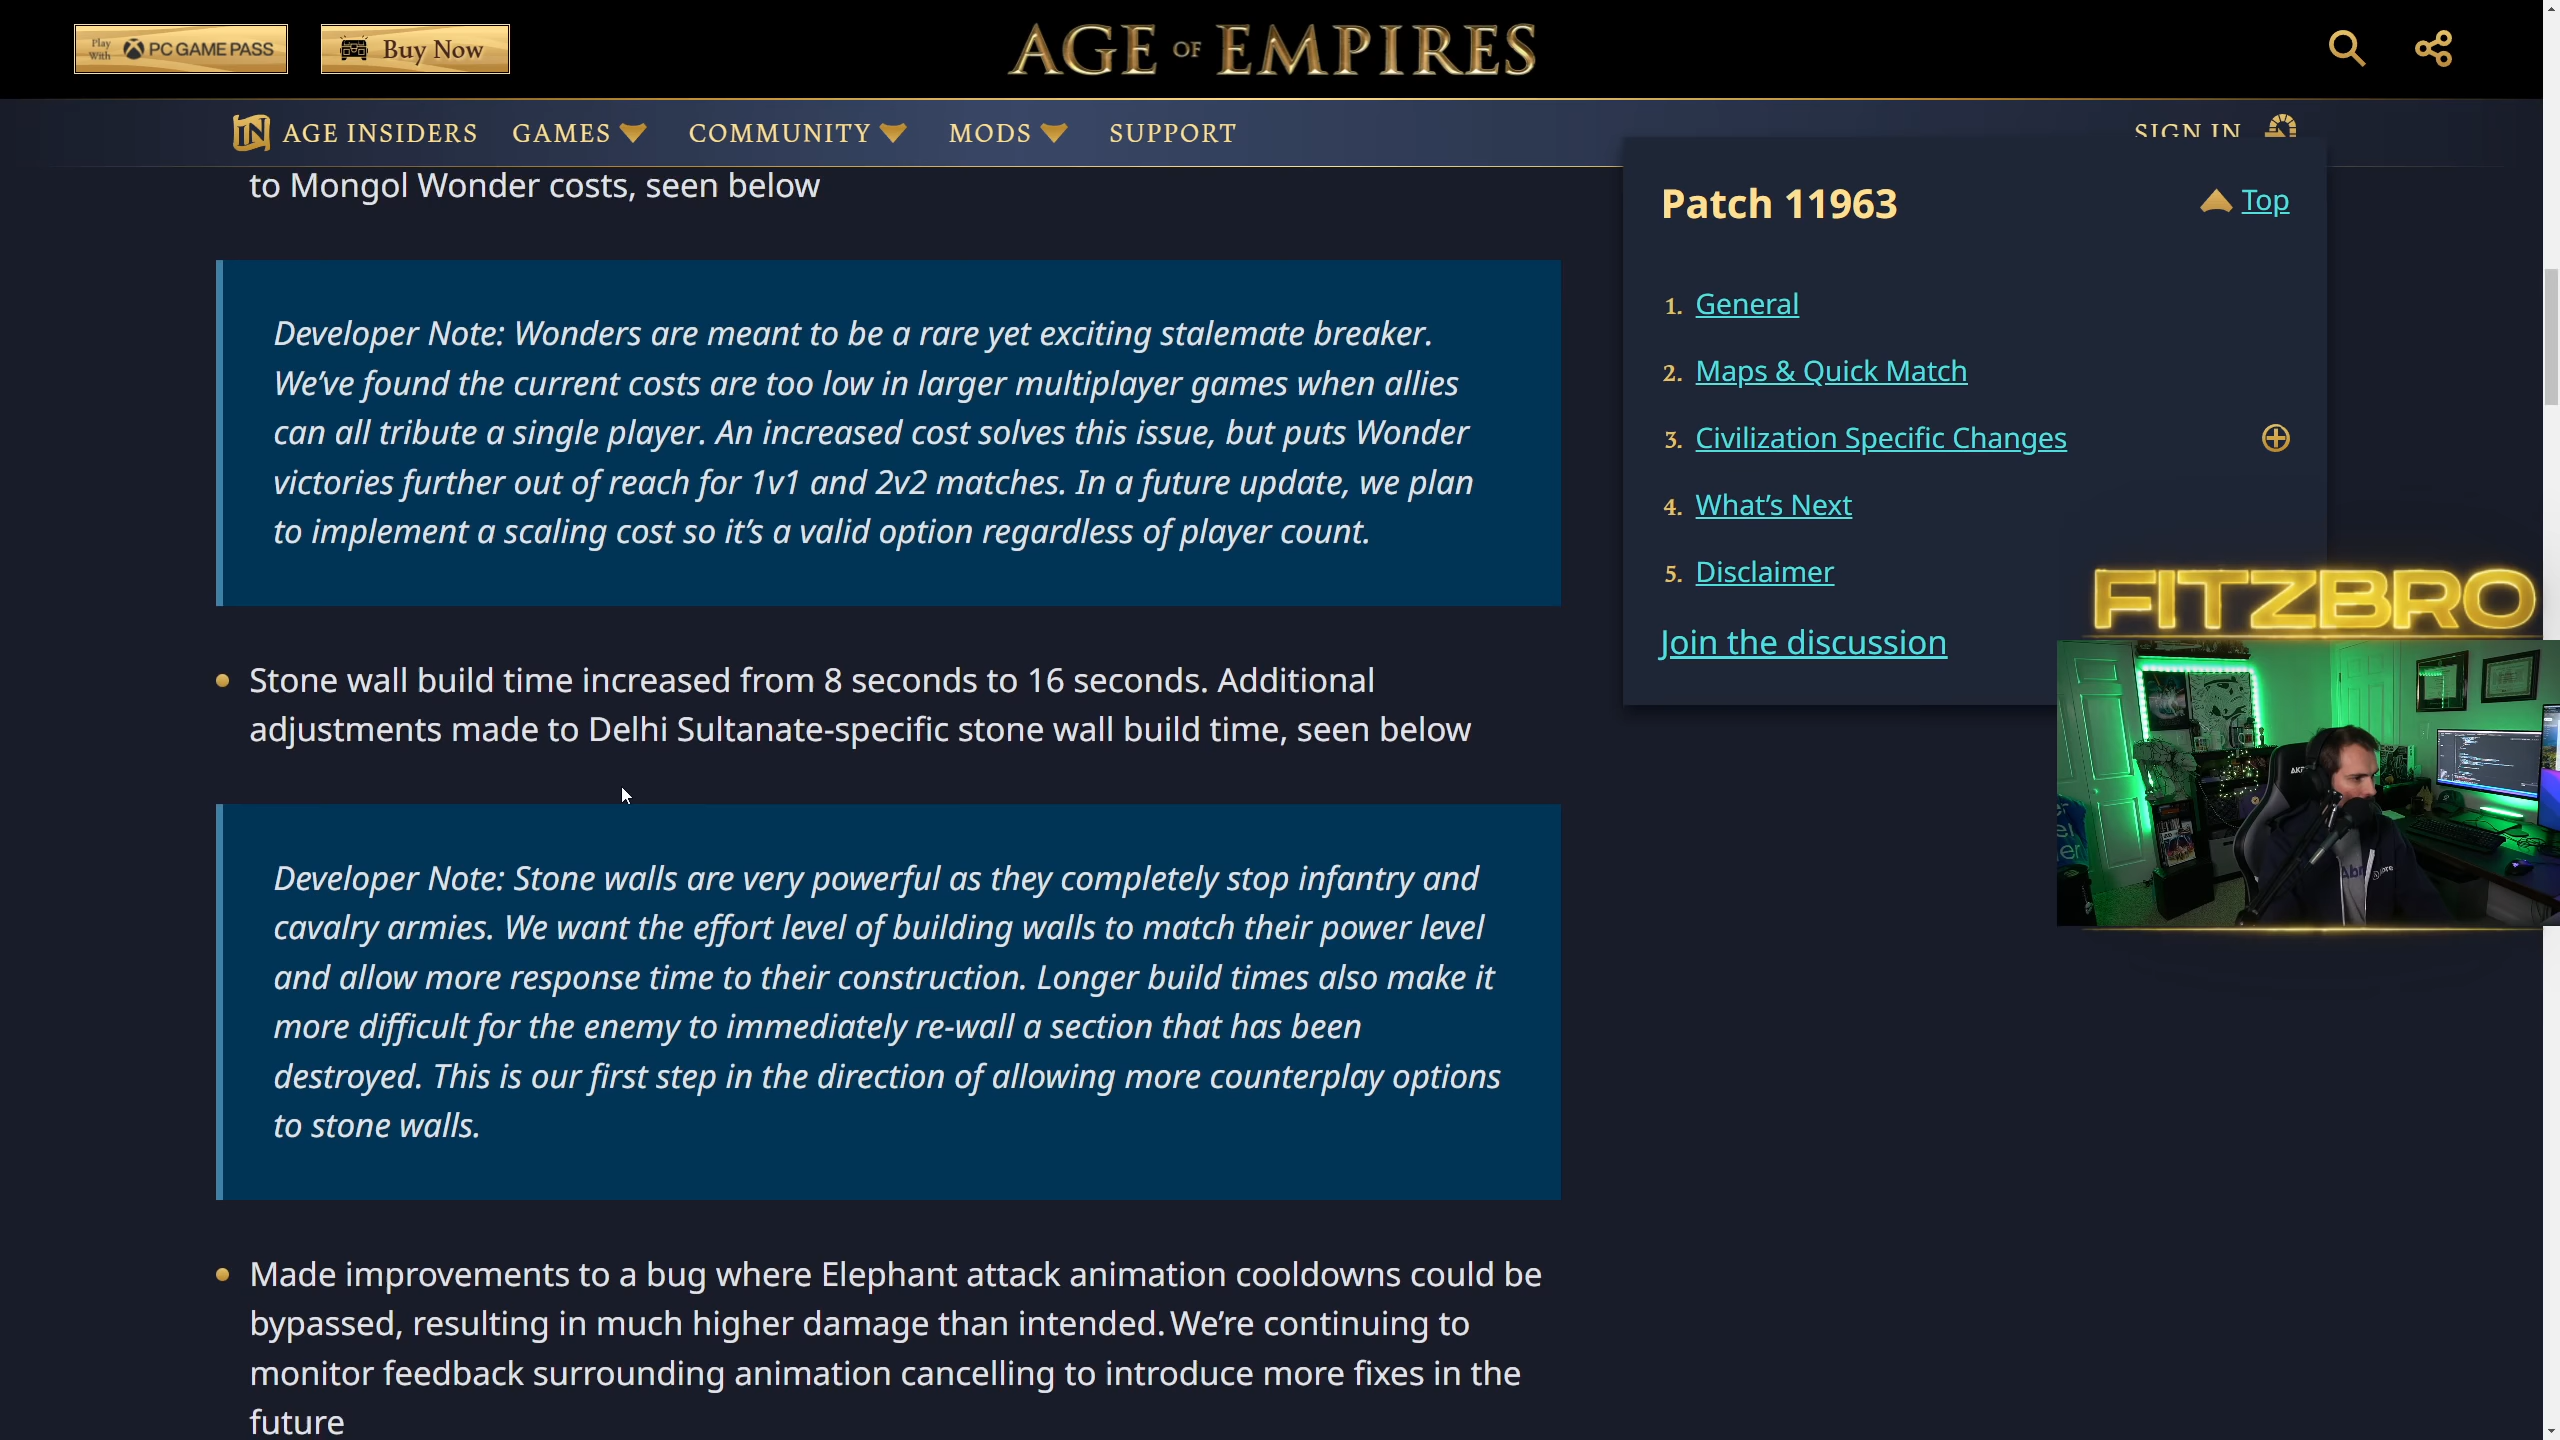 Play With PC GAME PASS
Buy Now
AGE OF EMPIRES
IN AGE INSIDERS GAMES COMMUNITY MODS SUPPORT SIGN IN
to Mongol Wonder costs, seen below
Developer Note: Wonders are meant to be a rare yet exciting stalemate breaker.
We’ve found the current costs are too low in larger multiplayer games when allies
can all tribute a single player. An increased cost solves this issue, but puts Wonder
victories further out of reach for 1v1 and 2v2 matches. In a future update, we plan
to implement a scaling cost so it’s a valid option regardless of player count.
Stone wall build time increased from 8 seconds to 16 seconds. Additional
adjustments made to Delhi Sultanate-specific stone wall build time, seen below
Developer Note: Stone walls are very powerful as they completely stop infantry and
cavalry armies. We want the effort level of building walls to match their power level
and allow more response time to their construction. Longer build times also make it
more difficult for the enemy to immediately re-wall a section that has been
destroyed. This is our first step in the direction of allowing more counterplay options
to stone walls.
Made improvements to a bug where Elephant attack animation cooldowns could be
bypassed, resulting in much higher damage than intended. We’re continuing to
monitor feedback surrounding animation cancelling to introduce more fixes in the
future
Patch 11963
Top
1. General
2. Maps & Quick Match
3. Civilization Specific Changes
4. What’s Next
5. Disclaimer
Join the discussion
FITZBRO